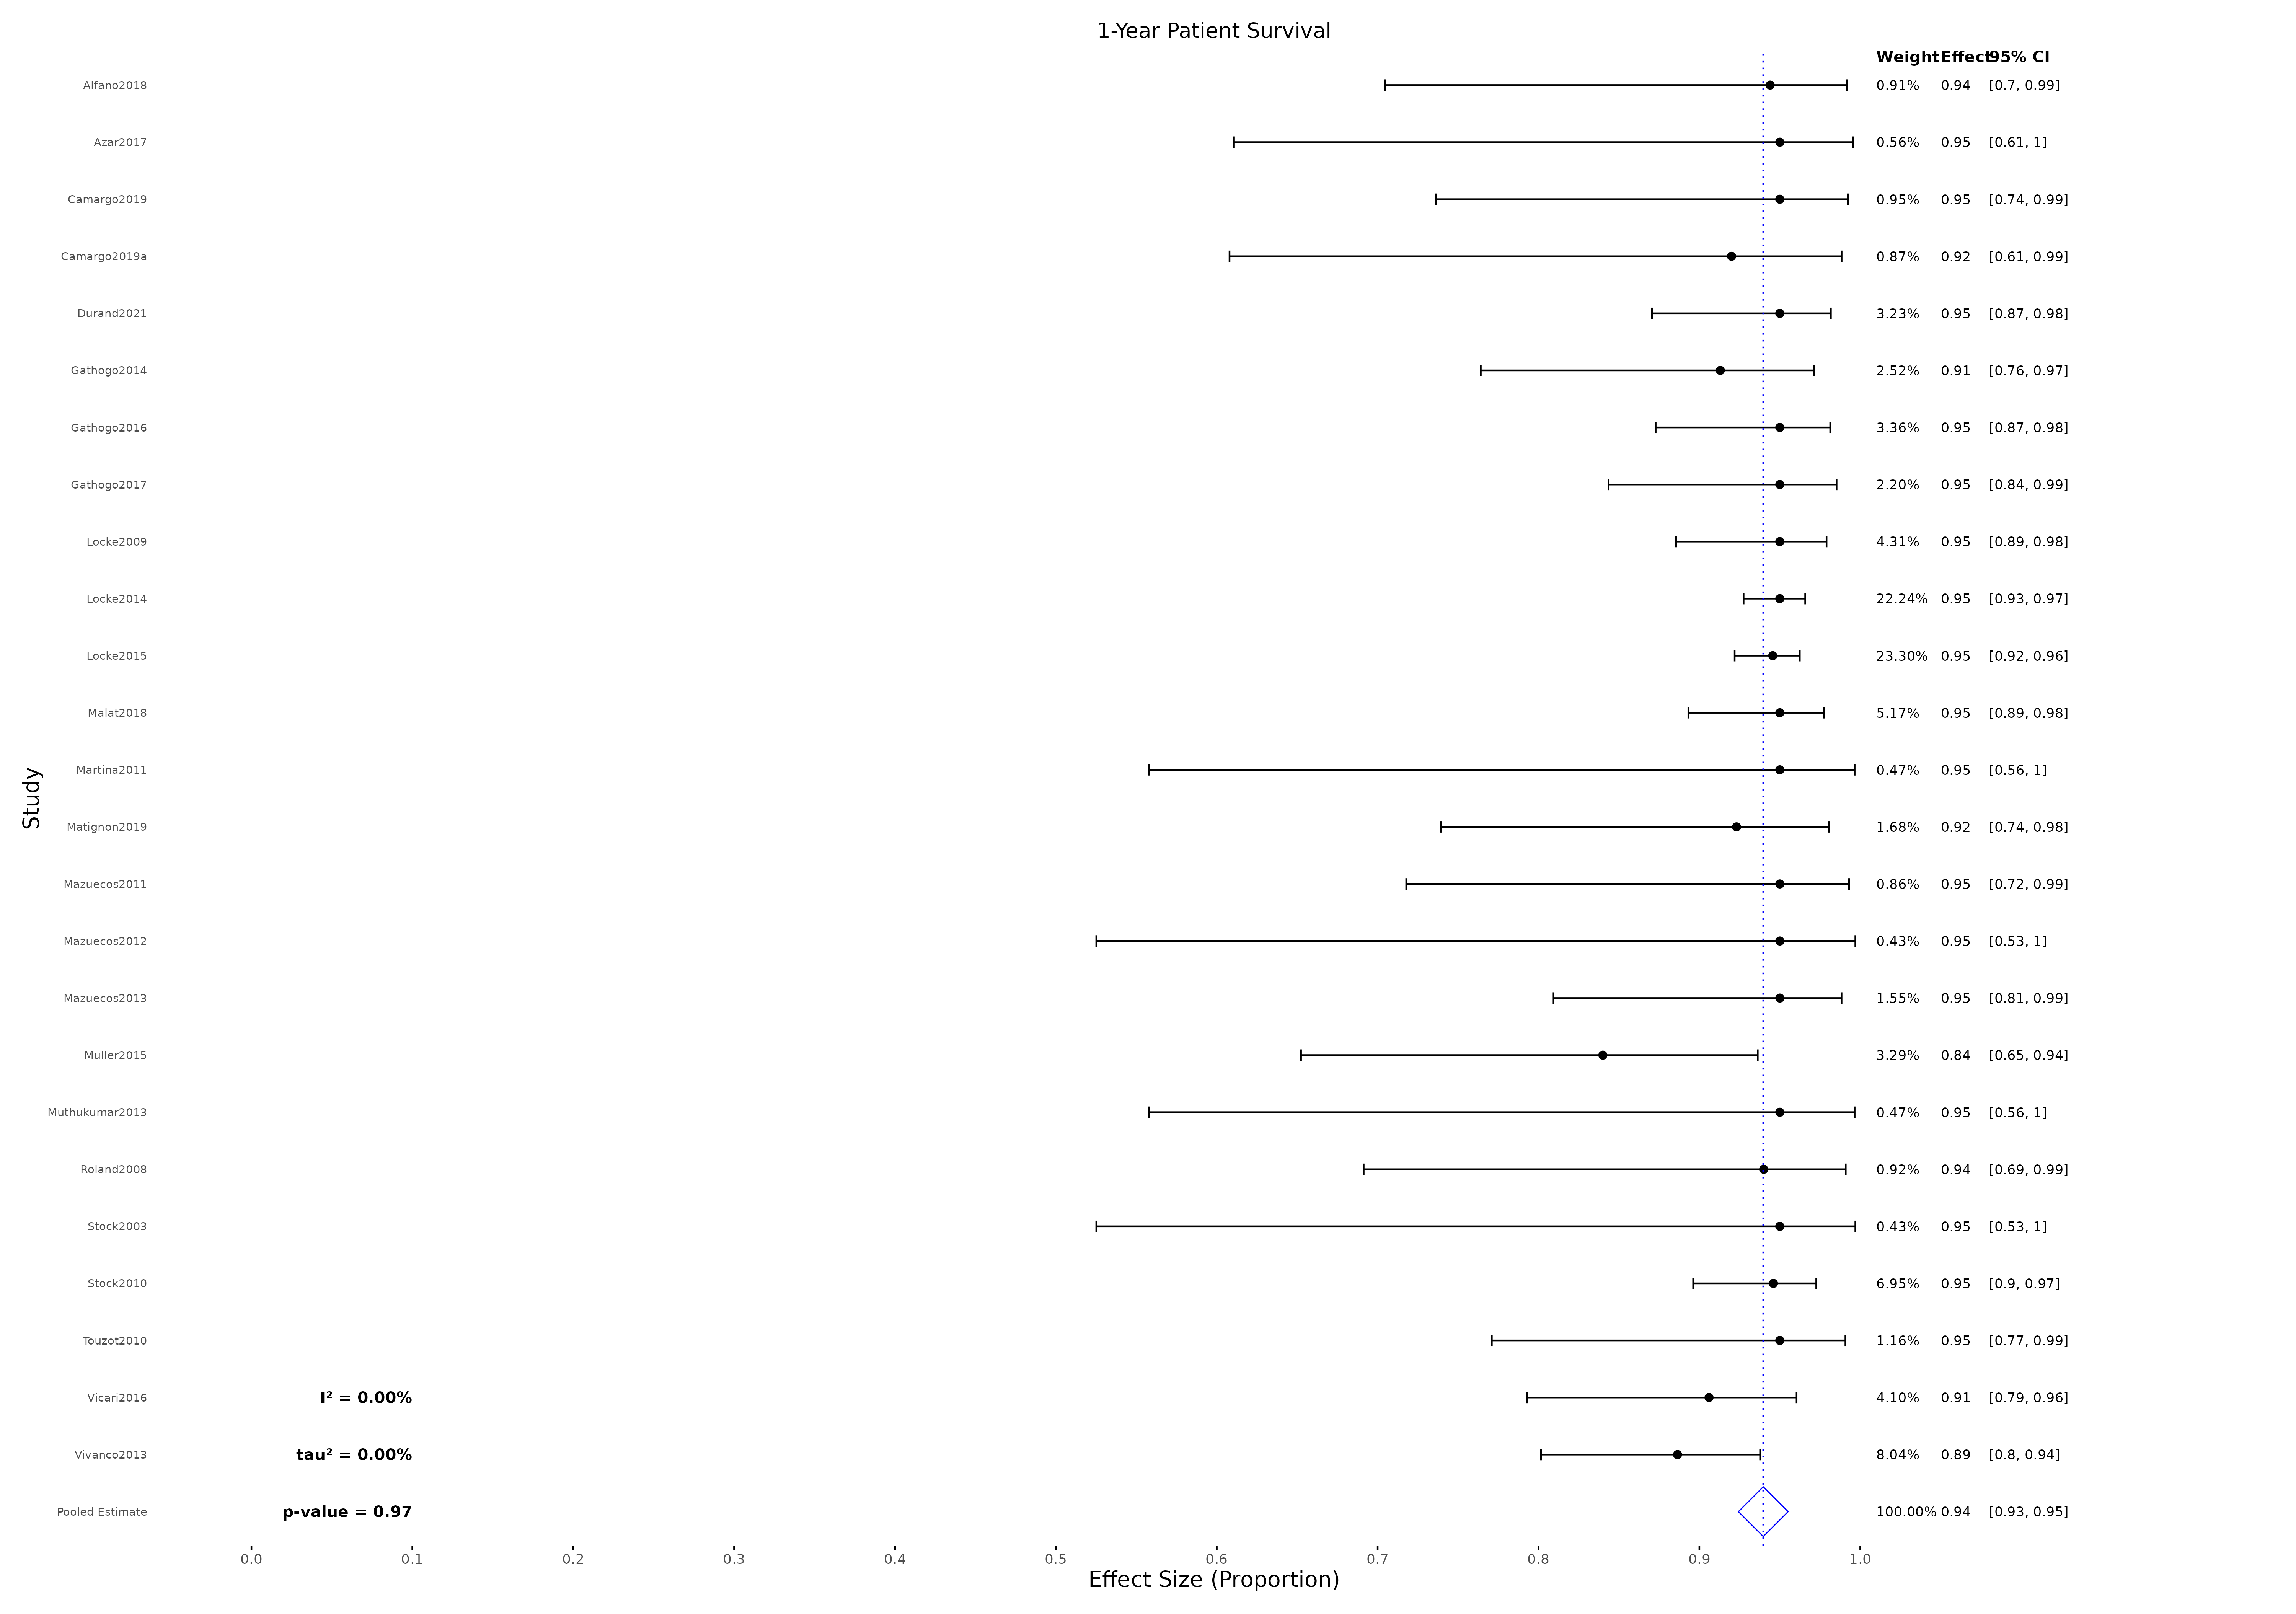 1-Year Patient Survival
Weight Effect 95% CI
Alfano2018 0.91% 0.94 [0.7, 0.99]
Azar2017 0.56% 0.95 [0.61, 1]
Camargo2019 0.95% 0.95 [0.74, 0.99]
Camargo2019a 0.87% 0.92 [0.61, 0.99]
Durand2021 3.23% 0.95 [0.87, 0.98]
Gathogo2014 2.52% 0.91 [0.76, 0.97]
Gathogo2016 3.36% 0.95 [0.87, 0.98]
Gathogo2017 2.20% 0.95 [0.84, 0.99]
Locke2009 4.31% 0.95 [0.89, 0.98]
Locke2014 22.24% 0.95 [0.93, 0.97]
Locke2015 23.30% 0.95 [0.92, 0.96]
Malat2018 5.17% 0.95 [0.89, 0.98]
Martina2011 0.47% 0.95 [0.56, 1]
Study
Matignon2019 1.68% 0.92 [0.74, 0.98]
Mazuecos2011 0.86% 0.95 [0.72, 0.99]
Mazuecos2012 0.43% 0.95 [0.53, 1]
Mazuecos2013 1.55% 0.95 [0.81, 0.99]
Muller2015 3.29% 0.84 [0.65, 0.94]
Muthukumar2013 0.47% 0.95 [0.56, 1]
Roland2008 0.92% 0.94 [0.69, 0.99]
Stock2003 0.43% 0.95 [0.53, 1]
Stock2010 6.95% 0.95 [0.9, 0.97]
Touzot2010 1.16% 0.95 [0.77, 0.99]
Vicari2016 I² = 0.00% 4.10% 0.91 [0.79, 0.96]
Vivanco2013 tau² = 0.00% 8.04% 0.89 [0.8, 0.94]
Pooled Estimate p-value = 0.97 100.00% 0.94 [0.93, 0.95]
0.0 0.1 0.2 0.3 0.4 0.5 0.6 0.7 0.8 0.9 1.0
Effect Size (Proportion)